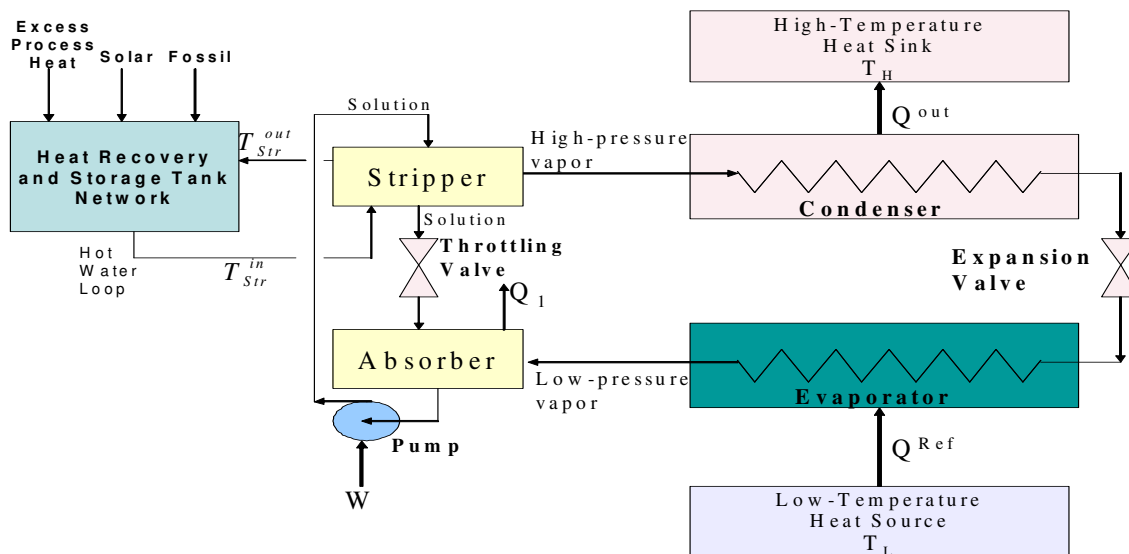 Excess
Process
Heat
Solar
Fossil
Heat Recovery
and Storage Tank
Network
Hot
Water
Loop
T Str out
T Str in
Solution
Stripper
Solution
Throttling
Valve
Q 1
Absorber
Pump
W
High-pressure
vapor
Low-pressure
vapor
High-Temperature
Heat Sink
T H
Q out
Condenser
Expansion
Valve
Evaporator
Q Ref
Low-Temperature
Heat Source
T L